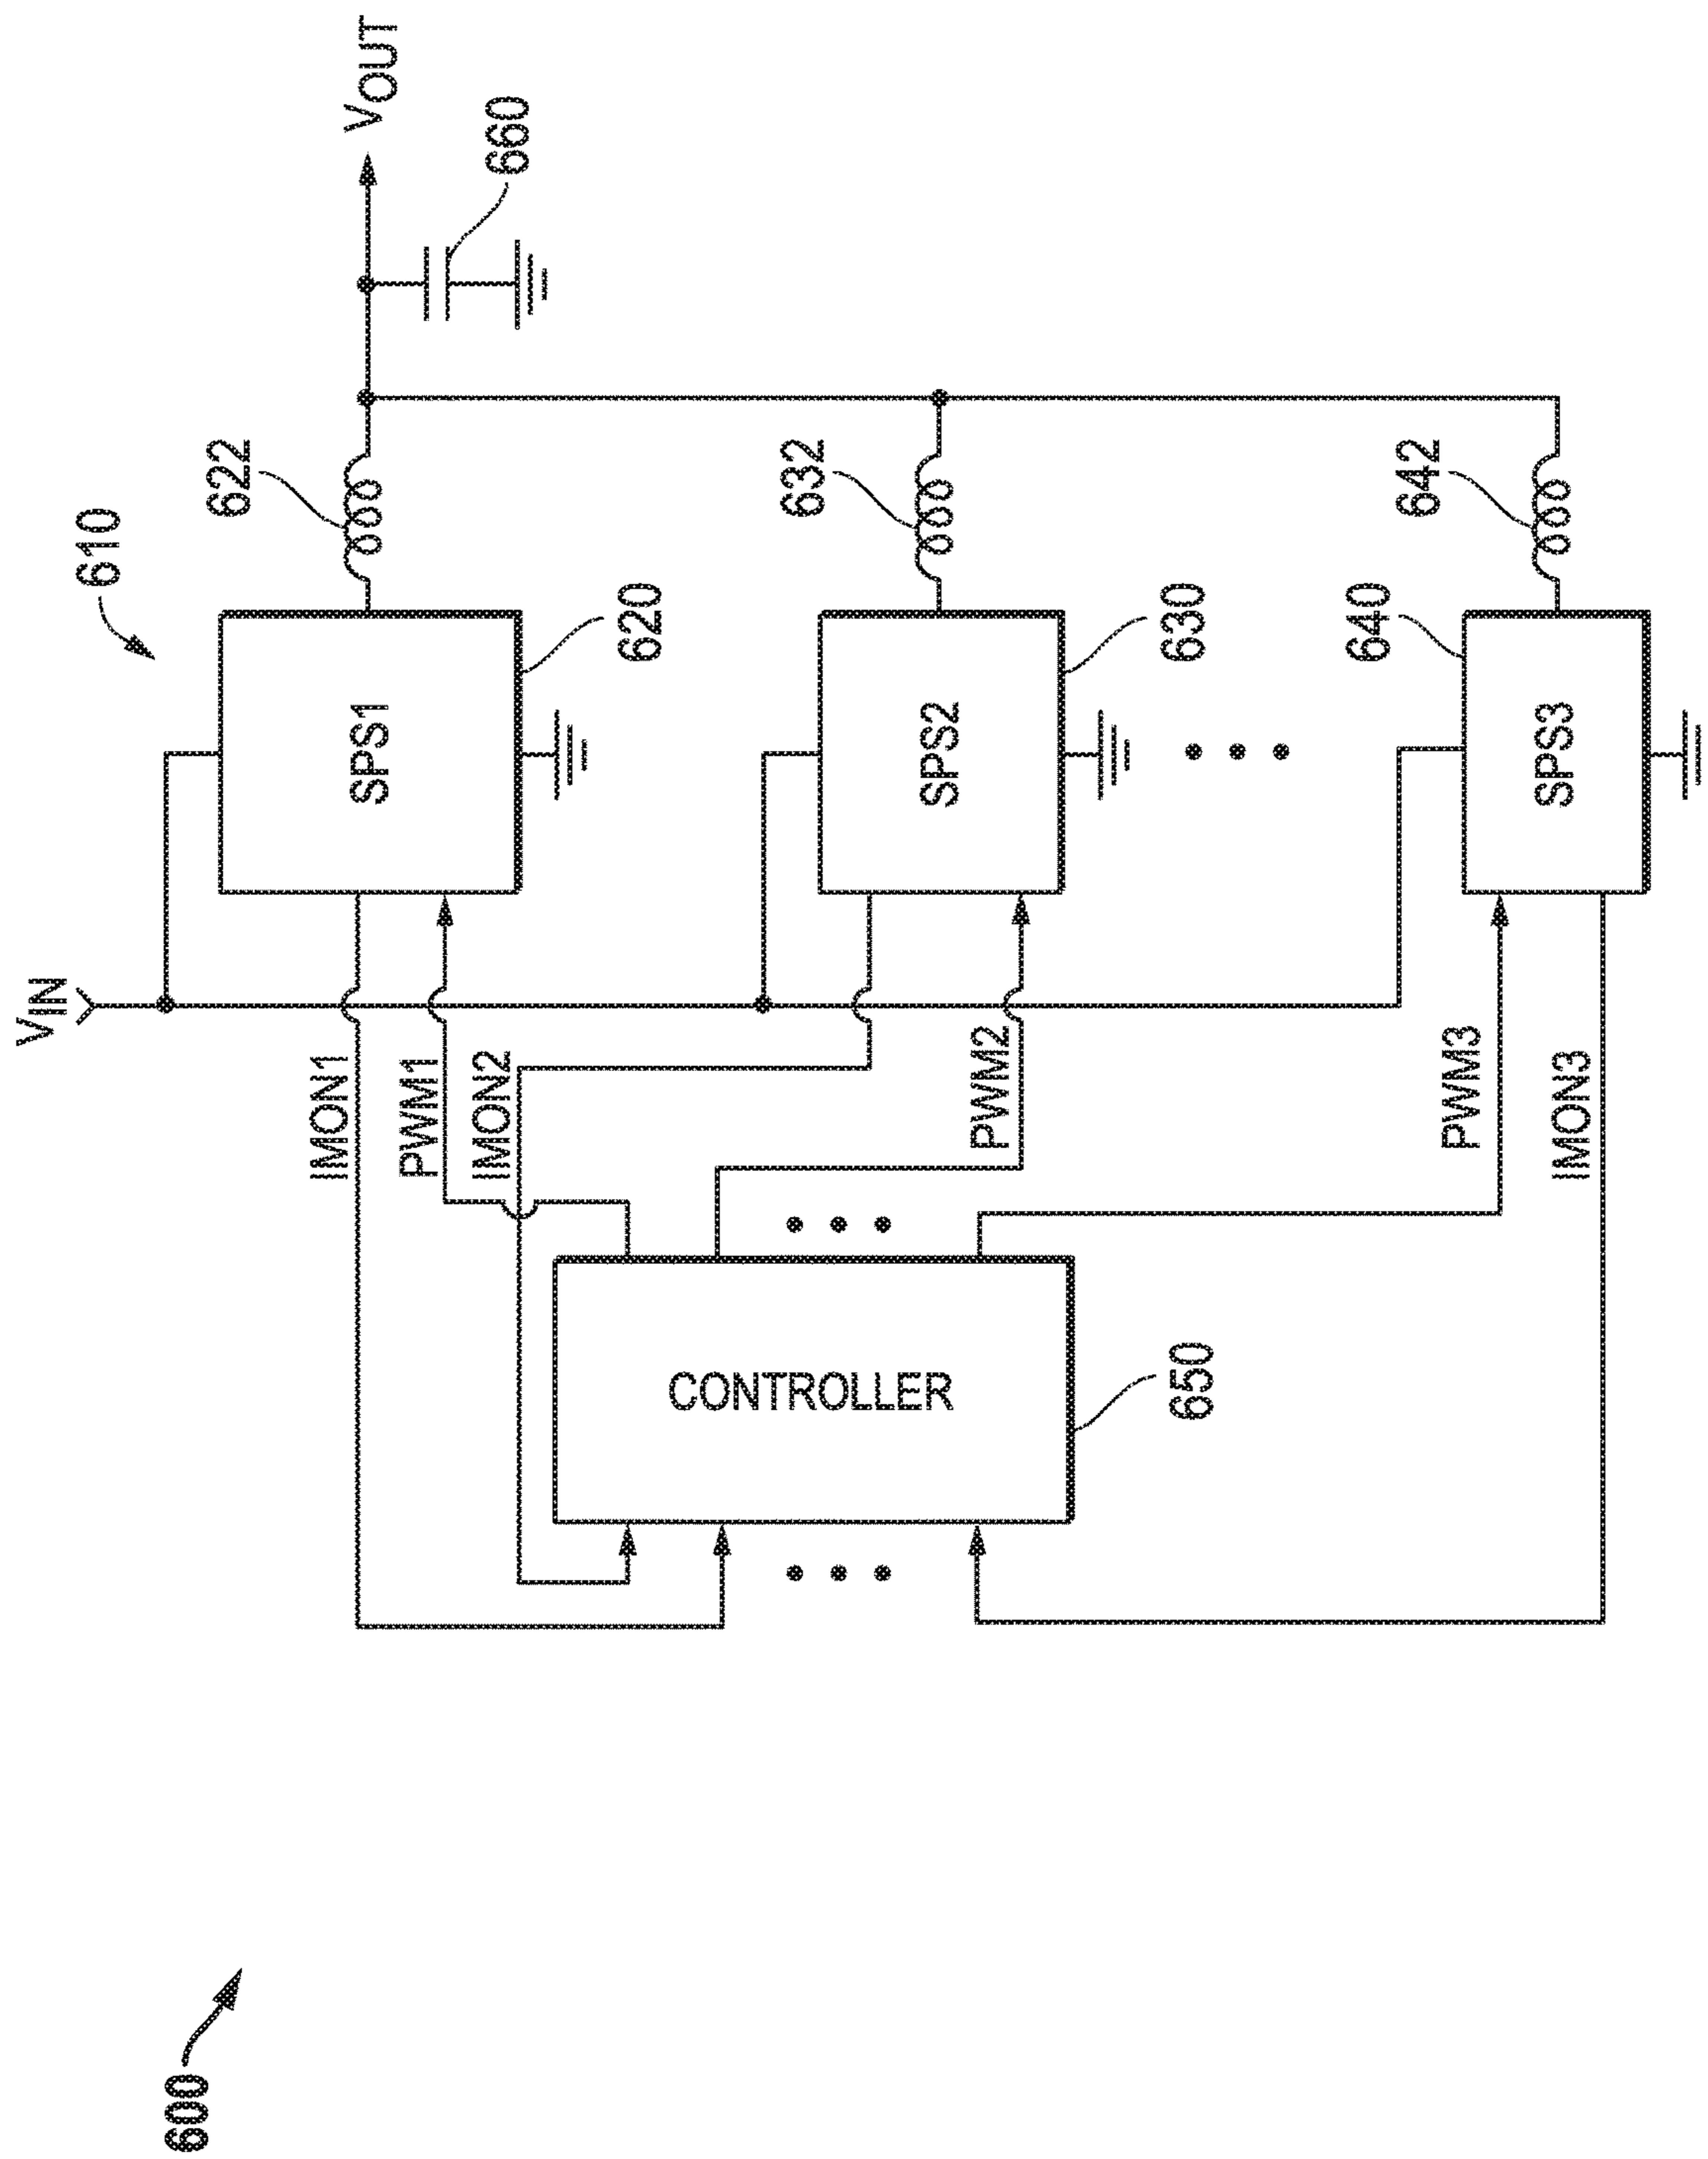 600
610
VIN
VOUT
IMON1
PWM1
IMON2
SPS1
620
622
660
PWM2
SPS2
630
632
CONTROLLER
650
PWM3
IMON3
SPS3
640
642